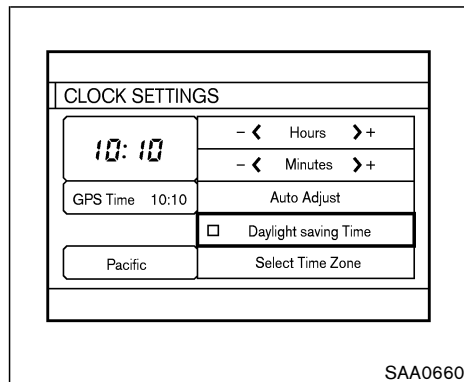 CLOCK SETTINGS
10:10
- ❮ Hours ❯ +
- ❮ Minutes ❯ +
GPS Time 10:10
Auto Adjust
Daylight saving Time
Pacific
Select Time Zone
SAA0660